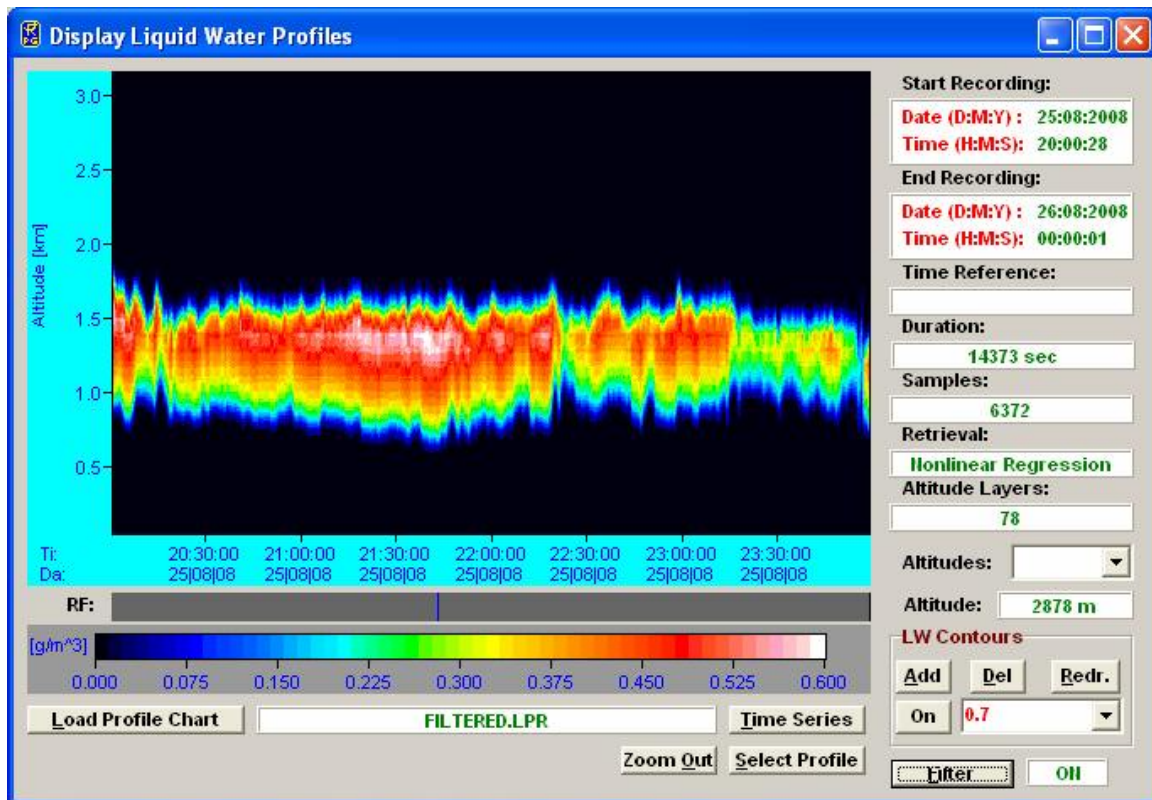 Display Liquid Water Profiles
3.0
2.5
2.0
1.5
1.0
0.5
Altitude [km]
Ti: 20:30:00 21:00:00 21:30:00 22:00:00 22:30:00 23:00:00 23:30:00
Da: 25|08|08 25|08|08 25|08|08 25|08|08 25|08|08 25|08|08 25|08|08
RF:
[g/m^3]
0.000 0.075 0.150 0.225 0.300 0.375 0.450 0.525 0.600
Load Profile Chart FILTERED.LPR Time Series
Zoom Out Select Profile
Start Recording:
Date (D:M:Y) : 25:08:2008
Time (H:M:S): 20:00:28
End Recording:
Date (D:M:Y) : 26:08:2008
Time (H:M:S): 00:00:01
Time Reference:
Duration:
14373 sec
Samples:
6372
Retrieval:
Nonlinear Regression
Altitude Layers:
78
Altitudes:
Altitude: 2878 m
LW Contours
Add Del Redr.
On 0.7
Filter ON